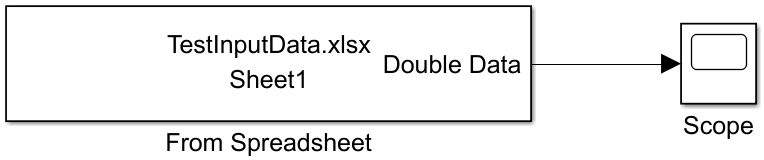 TestInputData.xlsx
Sheet1
Double Data
From Spreadsheet
Scope